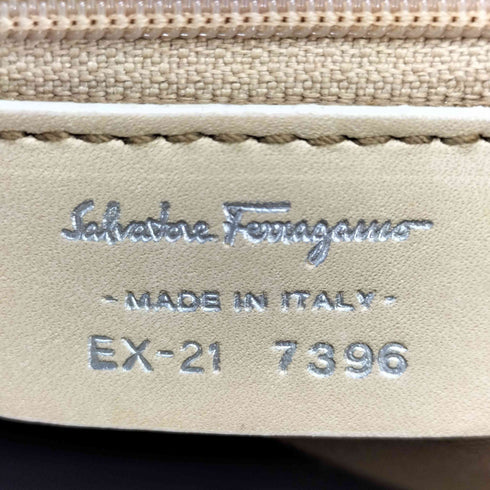 Salvatore Ferragamo
- MADE IN ITALY -
EX-21 7396